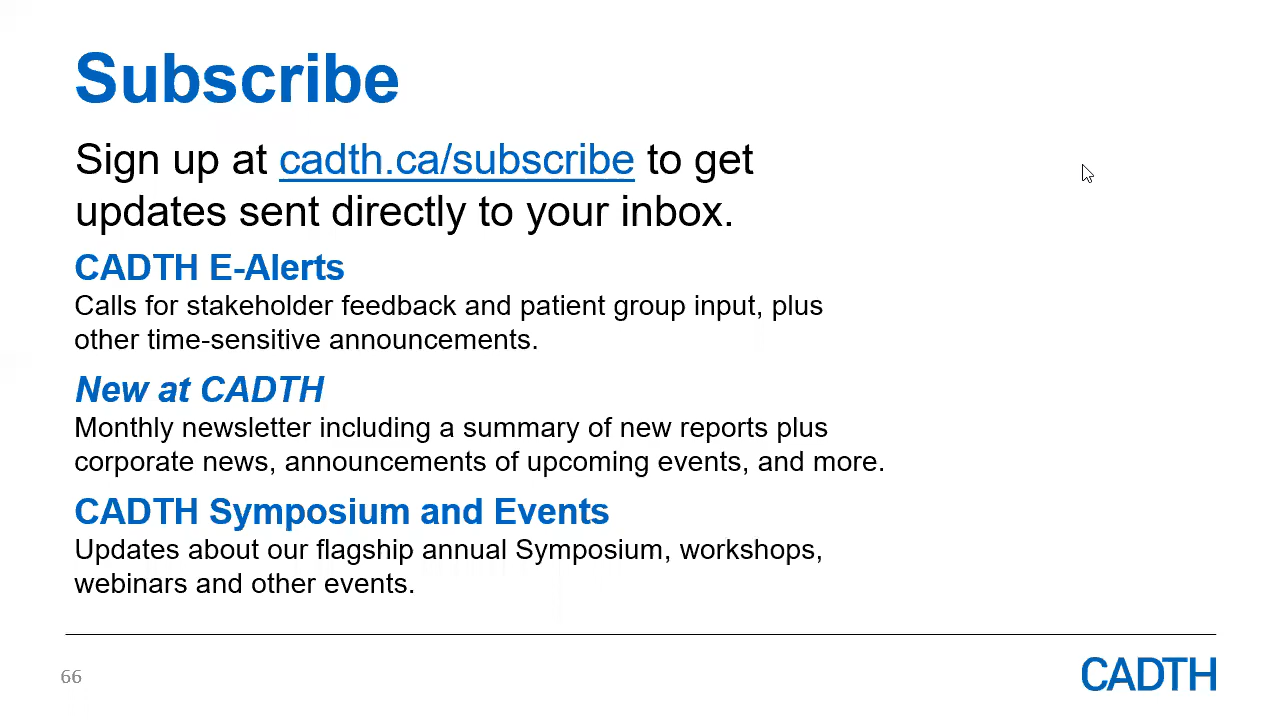 Subscribe
Sign up at cadth.ca/subscribe to get
updates sent directly to your inbox.
CADTH E-Alerts
Calls for stakeholder feedback and patient group input, plus
other time-sensitive announcements.
New at CADTH
Monthly newsletter including a summary of new reports plus
corporate news, announcements of upcoming events, and more.
CADTH Symposium and Events
Updates about our flagship annual Symposium, workshops,
webinars and other events.
66
CADTH